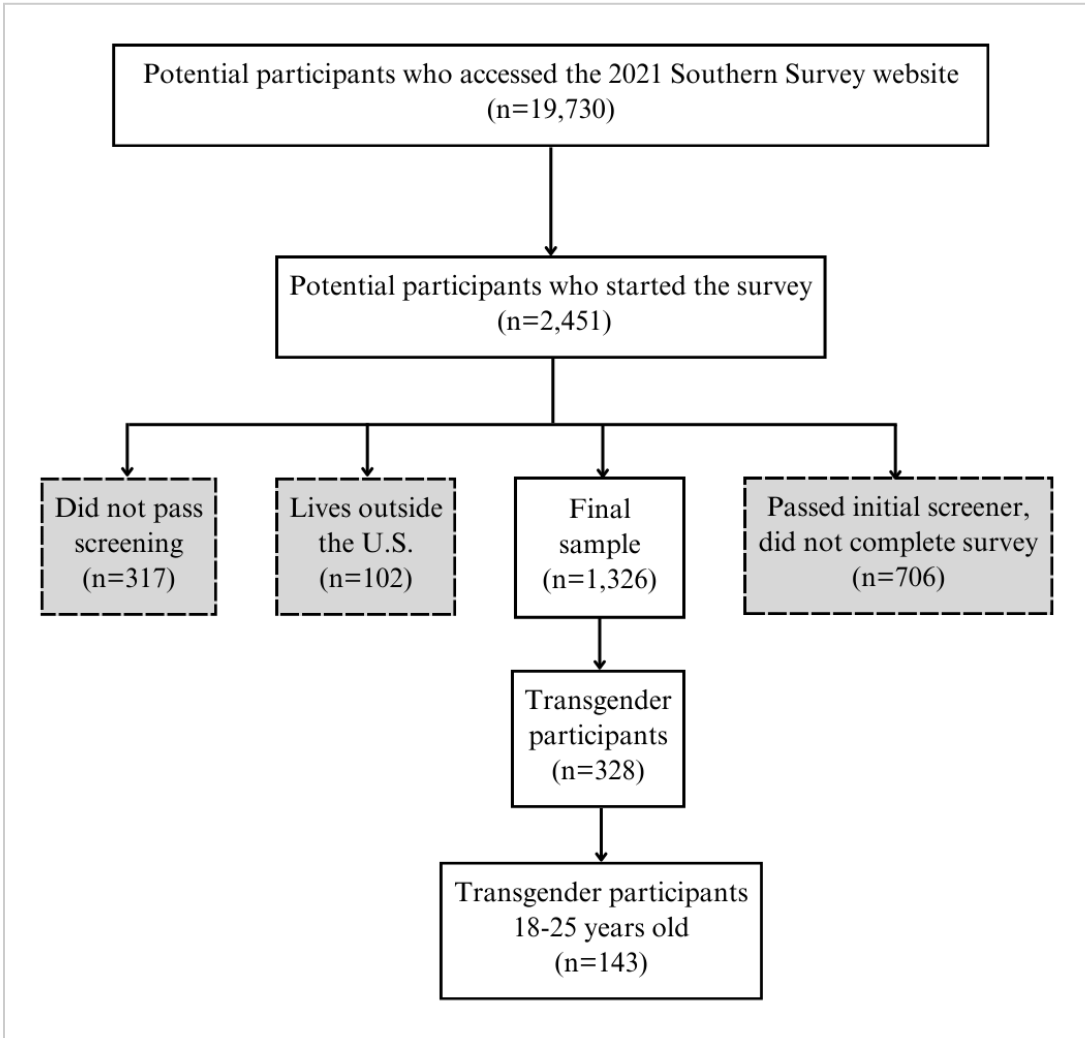 Potential participants who accessed the 2021 Southern Survey website
(n=19,730)
Potential participants who started the survey
(n=2,451)
Did not pass
screening
(n=317)
Lives outside
the U.S.
(n=102)
Final
sample
(n=1,326)
Passed initial screener,
did not complete survey
(n=706)
Transgender
participants
(n=328)
Transgender participants
18-25 years old
(n=143)